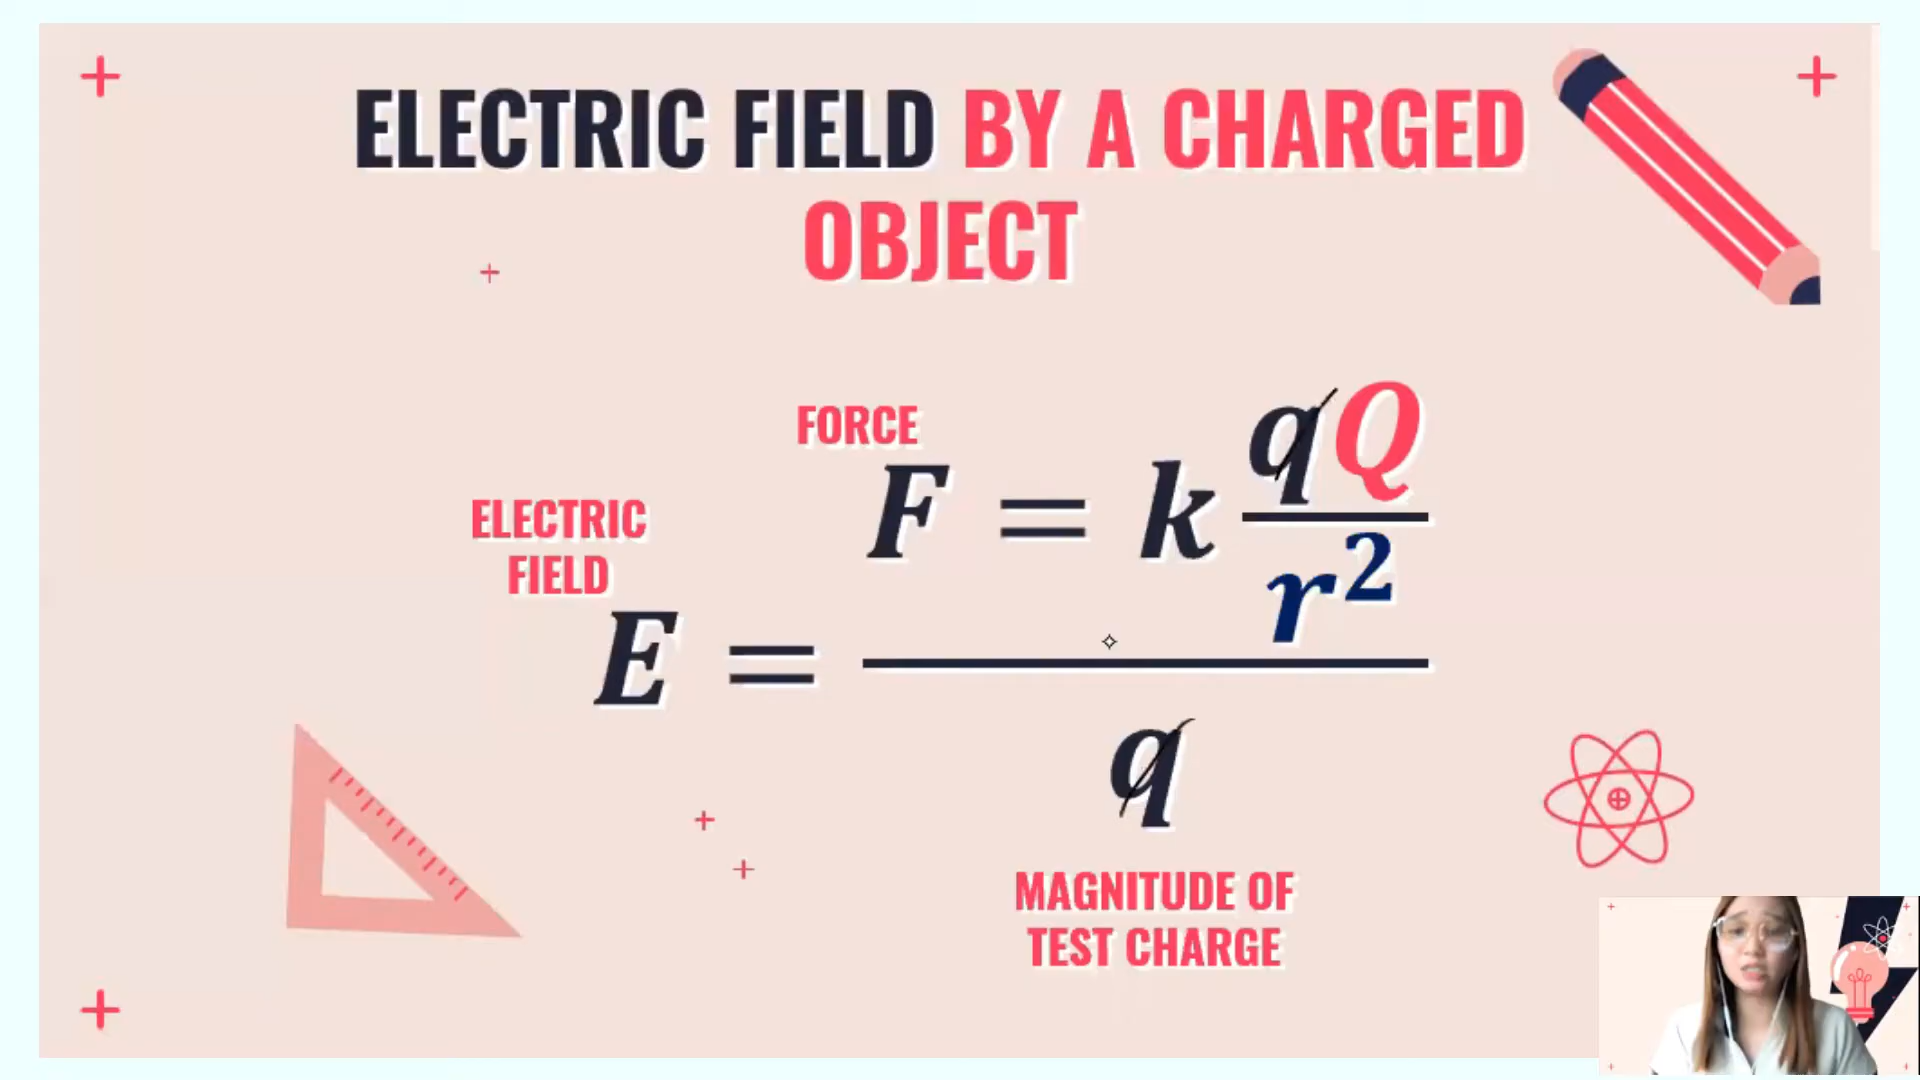 ELECTRIC FIELD BY A CHARGED
OBJECT
FORCE
F = k qQ
r²
ELECTRIC
FIELD
E =
q
MAGNITUDE OF
TEST CHARGE